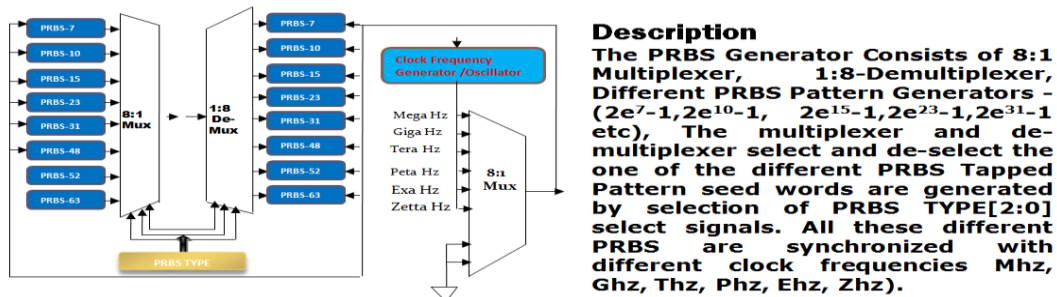 PRBS-7
PRBS-10
PRBS-15
PRBS-23
PRBS-31
PRBS-48
PRBS-52
PRBS-63
8:1
Mux
1:8
De-
Mux
PRBS-7
PRBS-10
PRBS-15
PRBS-23
PRBS-31
PRBS-48
PRBS-52
PRBS-63
PRBS TYPE
Clock Frequency
Generator /Oscillator
Mega Hz
Giga Hz
Tera Hz
Peta Hz
Exa Hz
Zetta Hz
8:1
Mux
Description
The PRBS Generator Consists of 8:1
Multiplexer, 1:8-Demultiplexer,
Different PRBS Pattern Generators -
(2e7-1,2e10-1, 2e15-1,2e23-1,2e31-1
etc), The multiplexer and de-
multiplexer select and de-select the
one of the different PRBS Tapped
Pattern seed words are generated
by selection of PRBS TYPE[2:0]
select signals. All these different
PRBS are synchronized with
different clock frequencies Mhz,
Ghz, Thz, Phz, Ehz, Zhz).